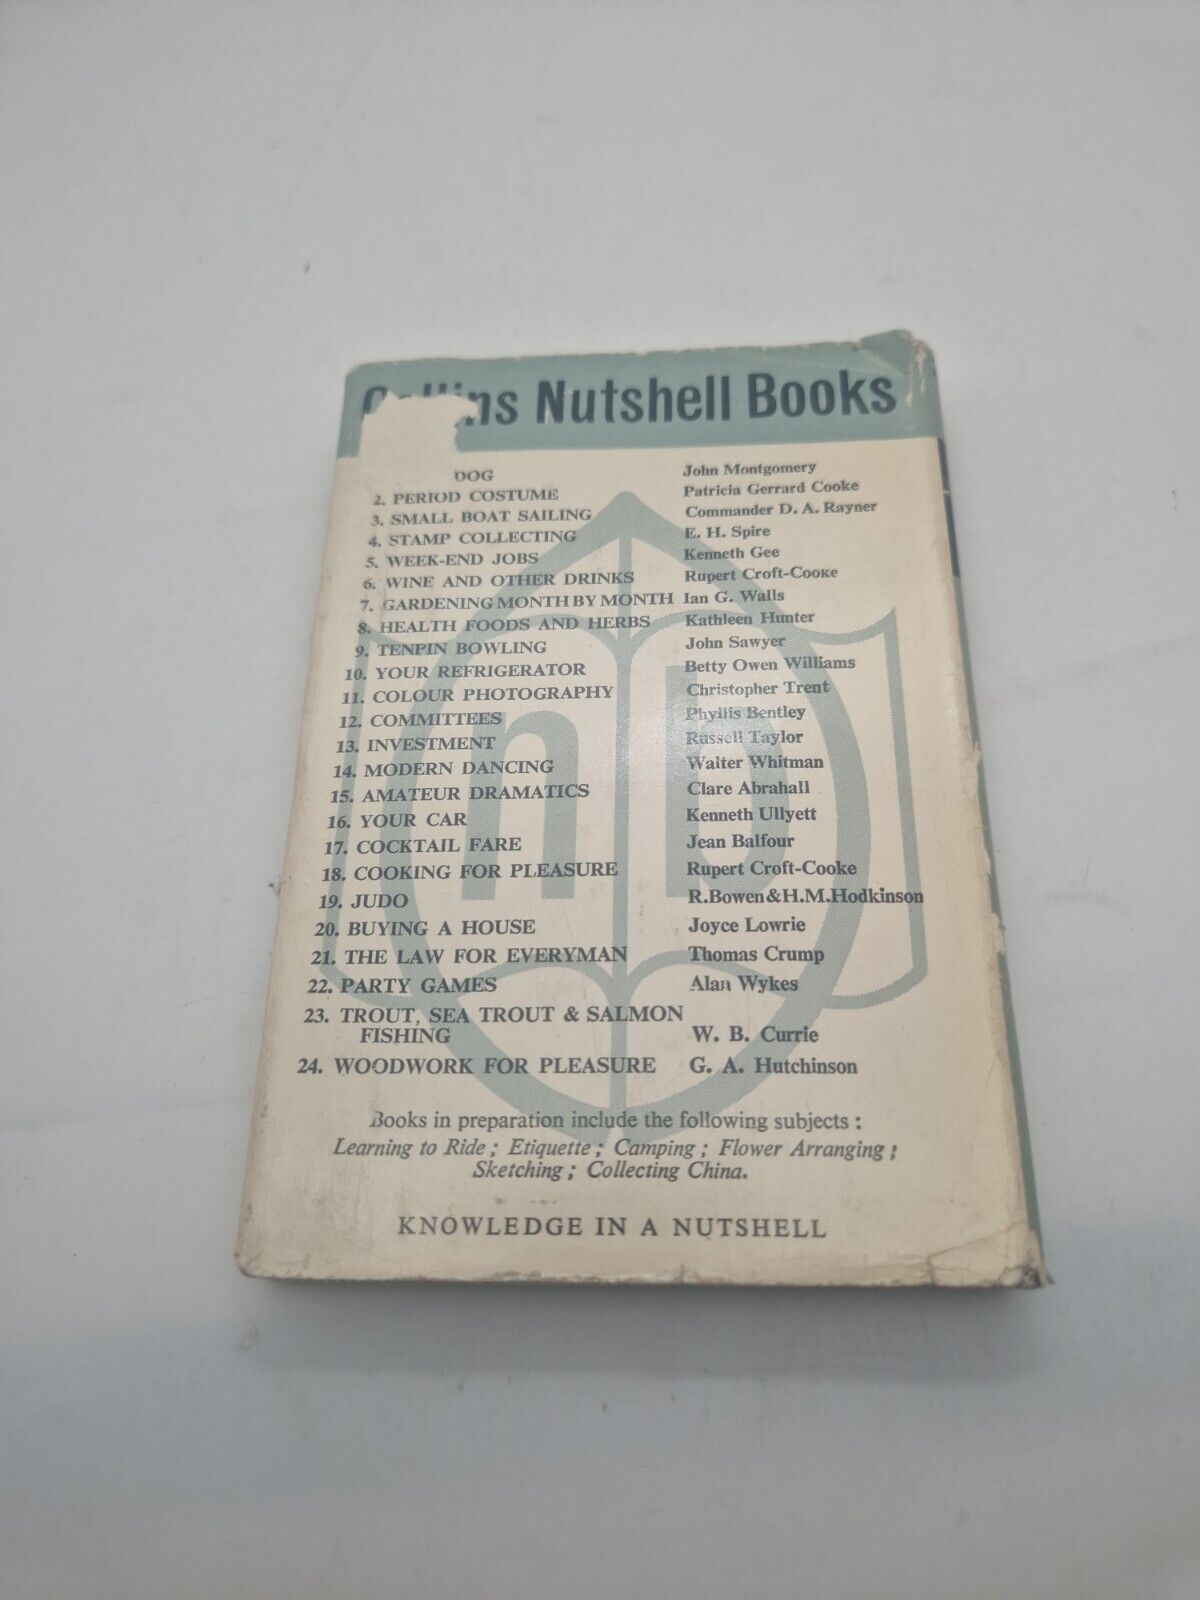 Collins Nutshell Books
DOG John Montgomery
2. PERIOD COSTUME Patricia Gerrard Cooke
3. SMALL BOAT SAILING Commander D. A. Rayner
4. STAMP COLLECTING E. H. Spire
5. WEEK-END JOBS Kenneth Gee
6. WINE AND OTHER DRINKS Rupert Croft-Cooke
7. GARDENING MONTH BY MONTH Ian G. Walls
8. HEALTH FOODS AND HERBS Kathleen Hunter
9. TENPIN BOWLING John Sawyer
10. YOUR REFRIGERATOR Betty Owen Williams
11. COLOUR PHOTOGRAPHY Christopher Trent
12. COMMITTEES Phyllis Bentley
13. INVESTMENT Russell Taylor
14. MODERN DANCING Walter Whitman
15. AMATEUR DRAMATICS Clare Abrahall
16. YOUR CAR Kenneth Ullyett
17. COCKTAIL FARE Jean Balfour
18. COOKING FOR PLEASURE Rupert Croft-Cooke
19. JUDO R.Bowen&H.M.Hodkinson
20. BUYING A HOUSE Joyce Lowrie
21. THE LAW FOR EVERYMAN Thomas Crump
22. PARTY GAMES Alan Wykes
23. TROUT, SEA TROUT & SALMON
FISHING W. B. Currie
24. WOODWORK FOR PLEASURE G. A. Hutchinson
Books in preparation include the following subjects :
Learning to Ride ; Etiquette ; Camping ; Flower Arranging ;
Sketching ; Collecting China.
KNOWLEDGE IN A NUTSHELL
nb